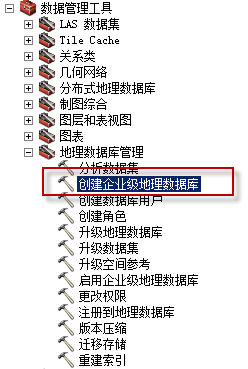 数据管理工具
LAS 数据集
Tile Cache
关系类
几何网络
分布式地理数据库
制图综合
图层和表视图
图表
地理数据库管理
分析数据集
创建企业级地理数据库
创建数据库用户
创建角色
升级地理数据库
升级数据集
升级空间参考
启用企业级地理数据库
更改权限
注册到地理数据库
版本压缩
迁移存储
重建索引